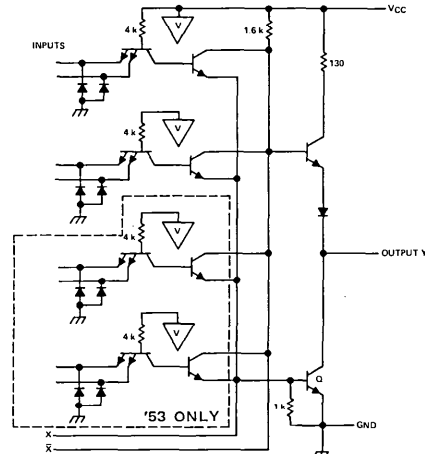 VCC
4 k
V
1.6 k
INPUTS
130
4 k
V
4 k
V
OUTPUT Y
4 k
V
Q
'53 ONLY
1 k
X
GND
X̅